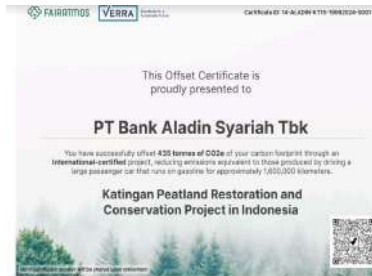 FAIRATMOS VERRA
This Offset Certificate is
proudly presented to
PT Bank Aladin Syariah Tbk
You have successfully offset 435 tonnes of CO2e of your carbon footprint through an
International-certified project, reducing emissions equivalent to those produced by driving a
large passenger car that runs on gasoline for approximately 1,600,000 kilometers.
Katingan Peatland Restoration and
Conservation Project in Indonesia